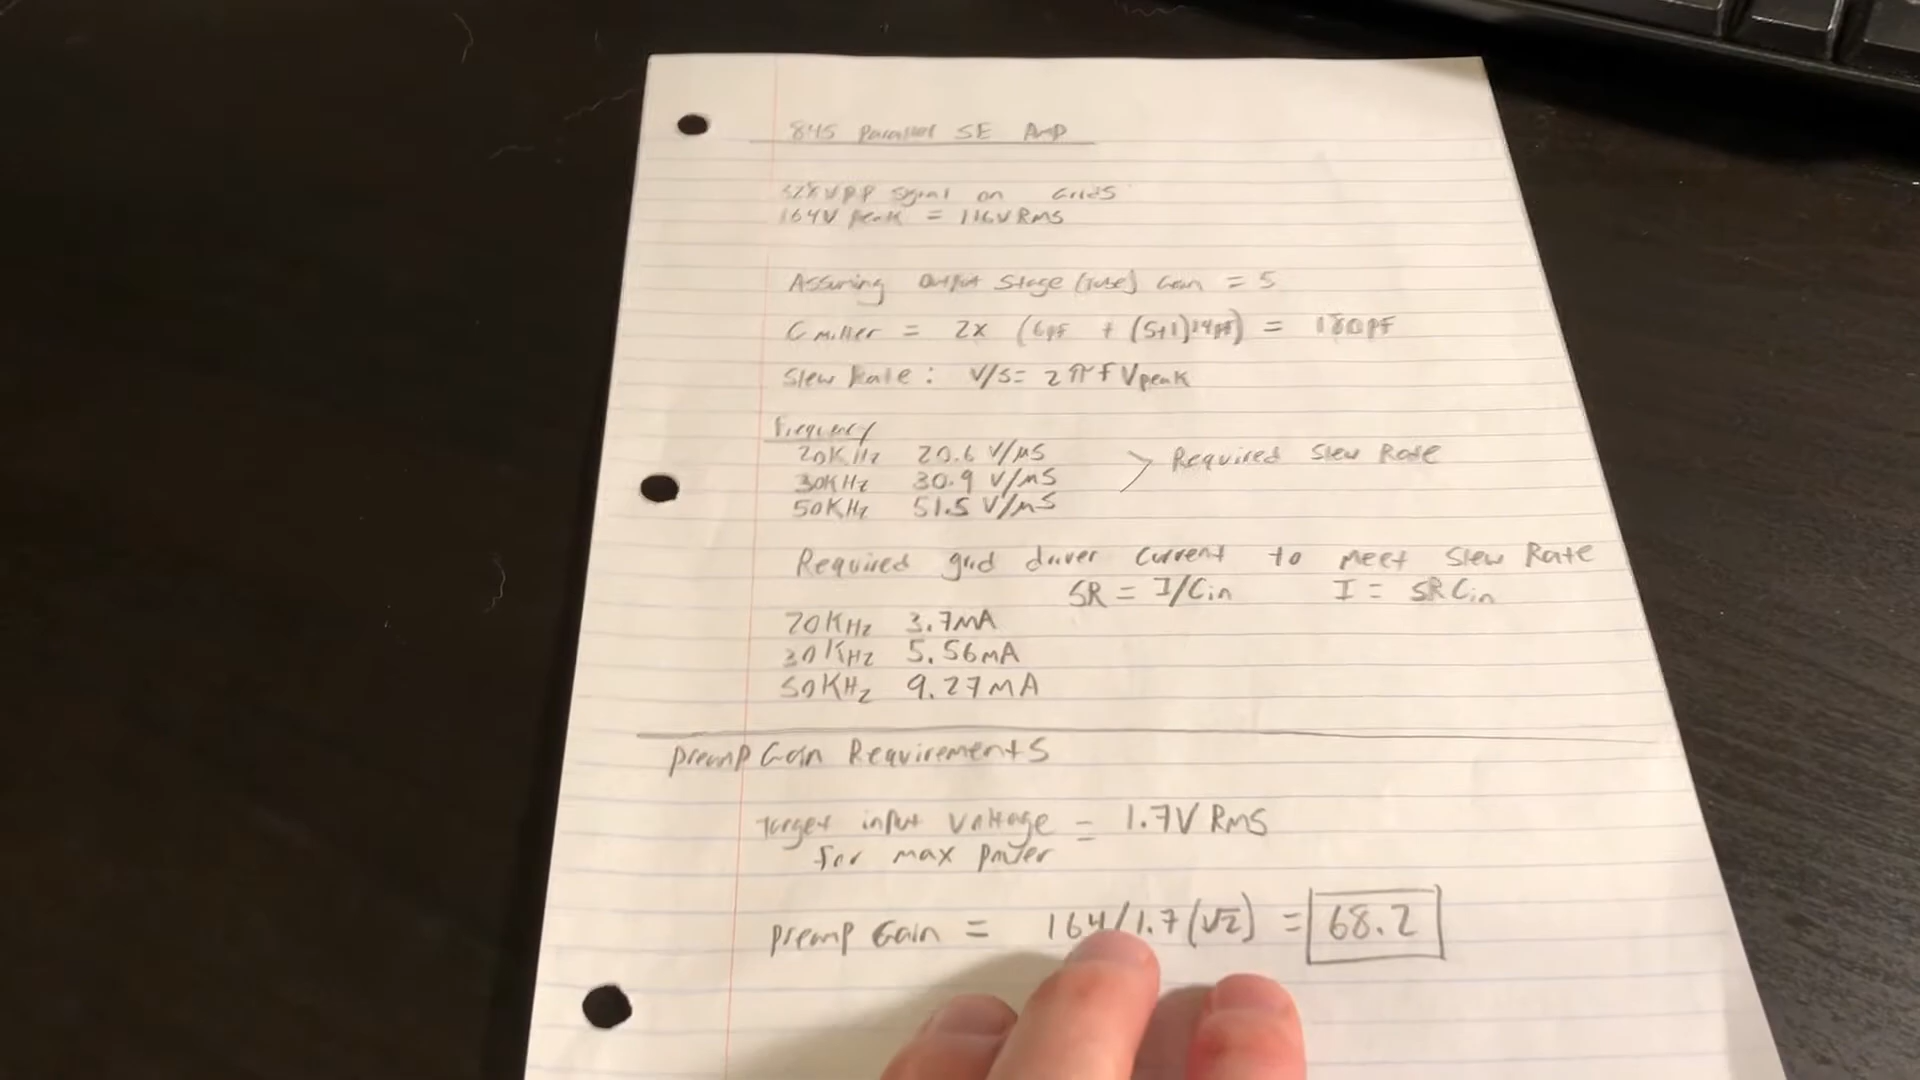 845 Parallel SE Amp
328VPP signal on Grids
164V peak = 116V RMS
Assuming Output Stage (Tube) Gain = 5
C miller = 2x (6pF + (5+1)14pF) = 180pF
Slew Rate: V/S = 2πf Vpeak
Frequency
20KHz 20.6 V/μS > Required Slew Rate
30KHz 30.9 V/μS
50KHz 51.5 V/μS
Required grid driver current to meet Slew Rate
SR = I/Cin I = SRCin
20KHz 3.7MA
30KHz 5.56mA
50KHz 9.27MA
Preamp Gain Requirements
Target input Voltage = 1.7V RMS
for max power
Preamp Gain = 164/1.7(√2) = 68.2